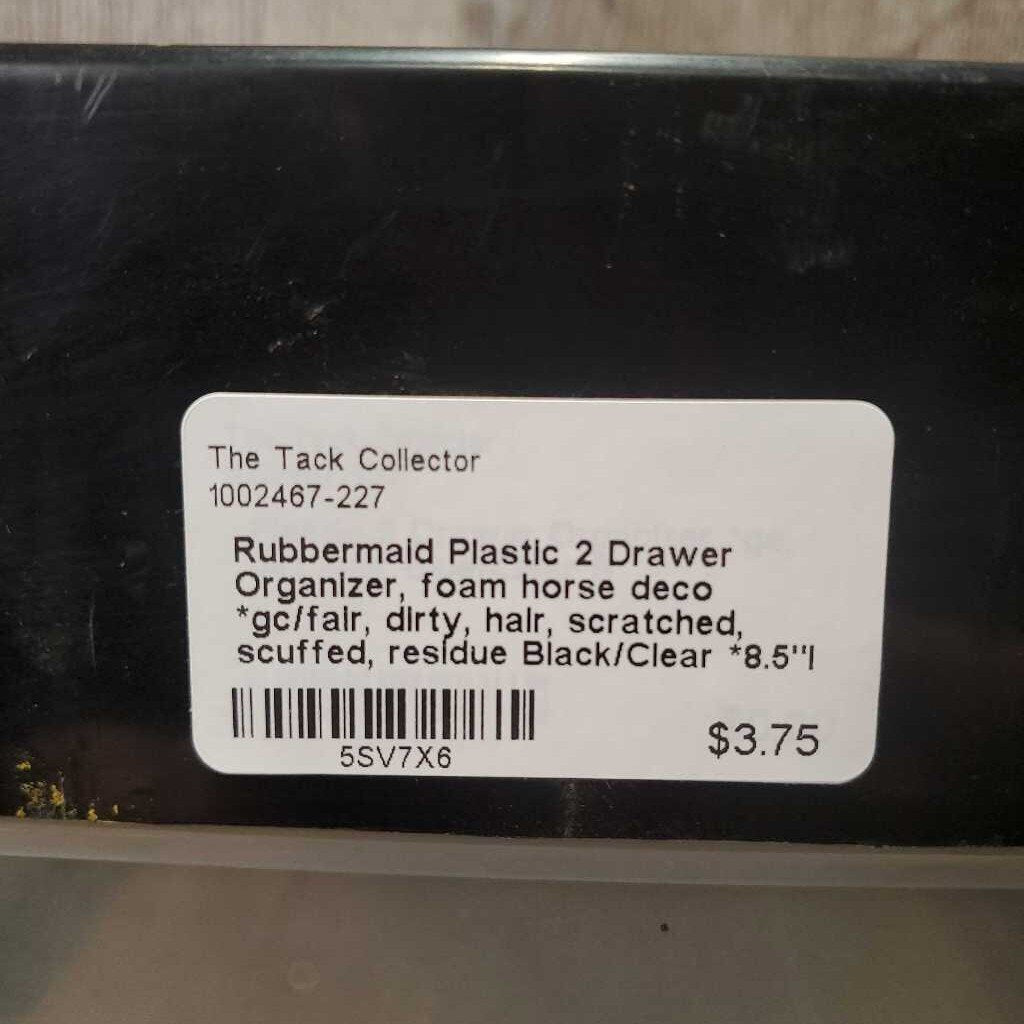 The Tack Collector
1002467-227
Rubbermaid Plastic 2 Drawer
Organizer, foam horse deco
*gc/fair, dirty, hair, scratched,
scuffed, residue Black/Clear *8.5"l
5SV7X6
$3.75